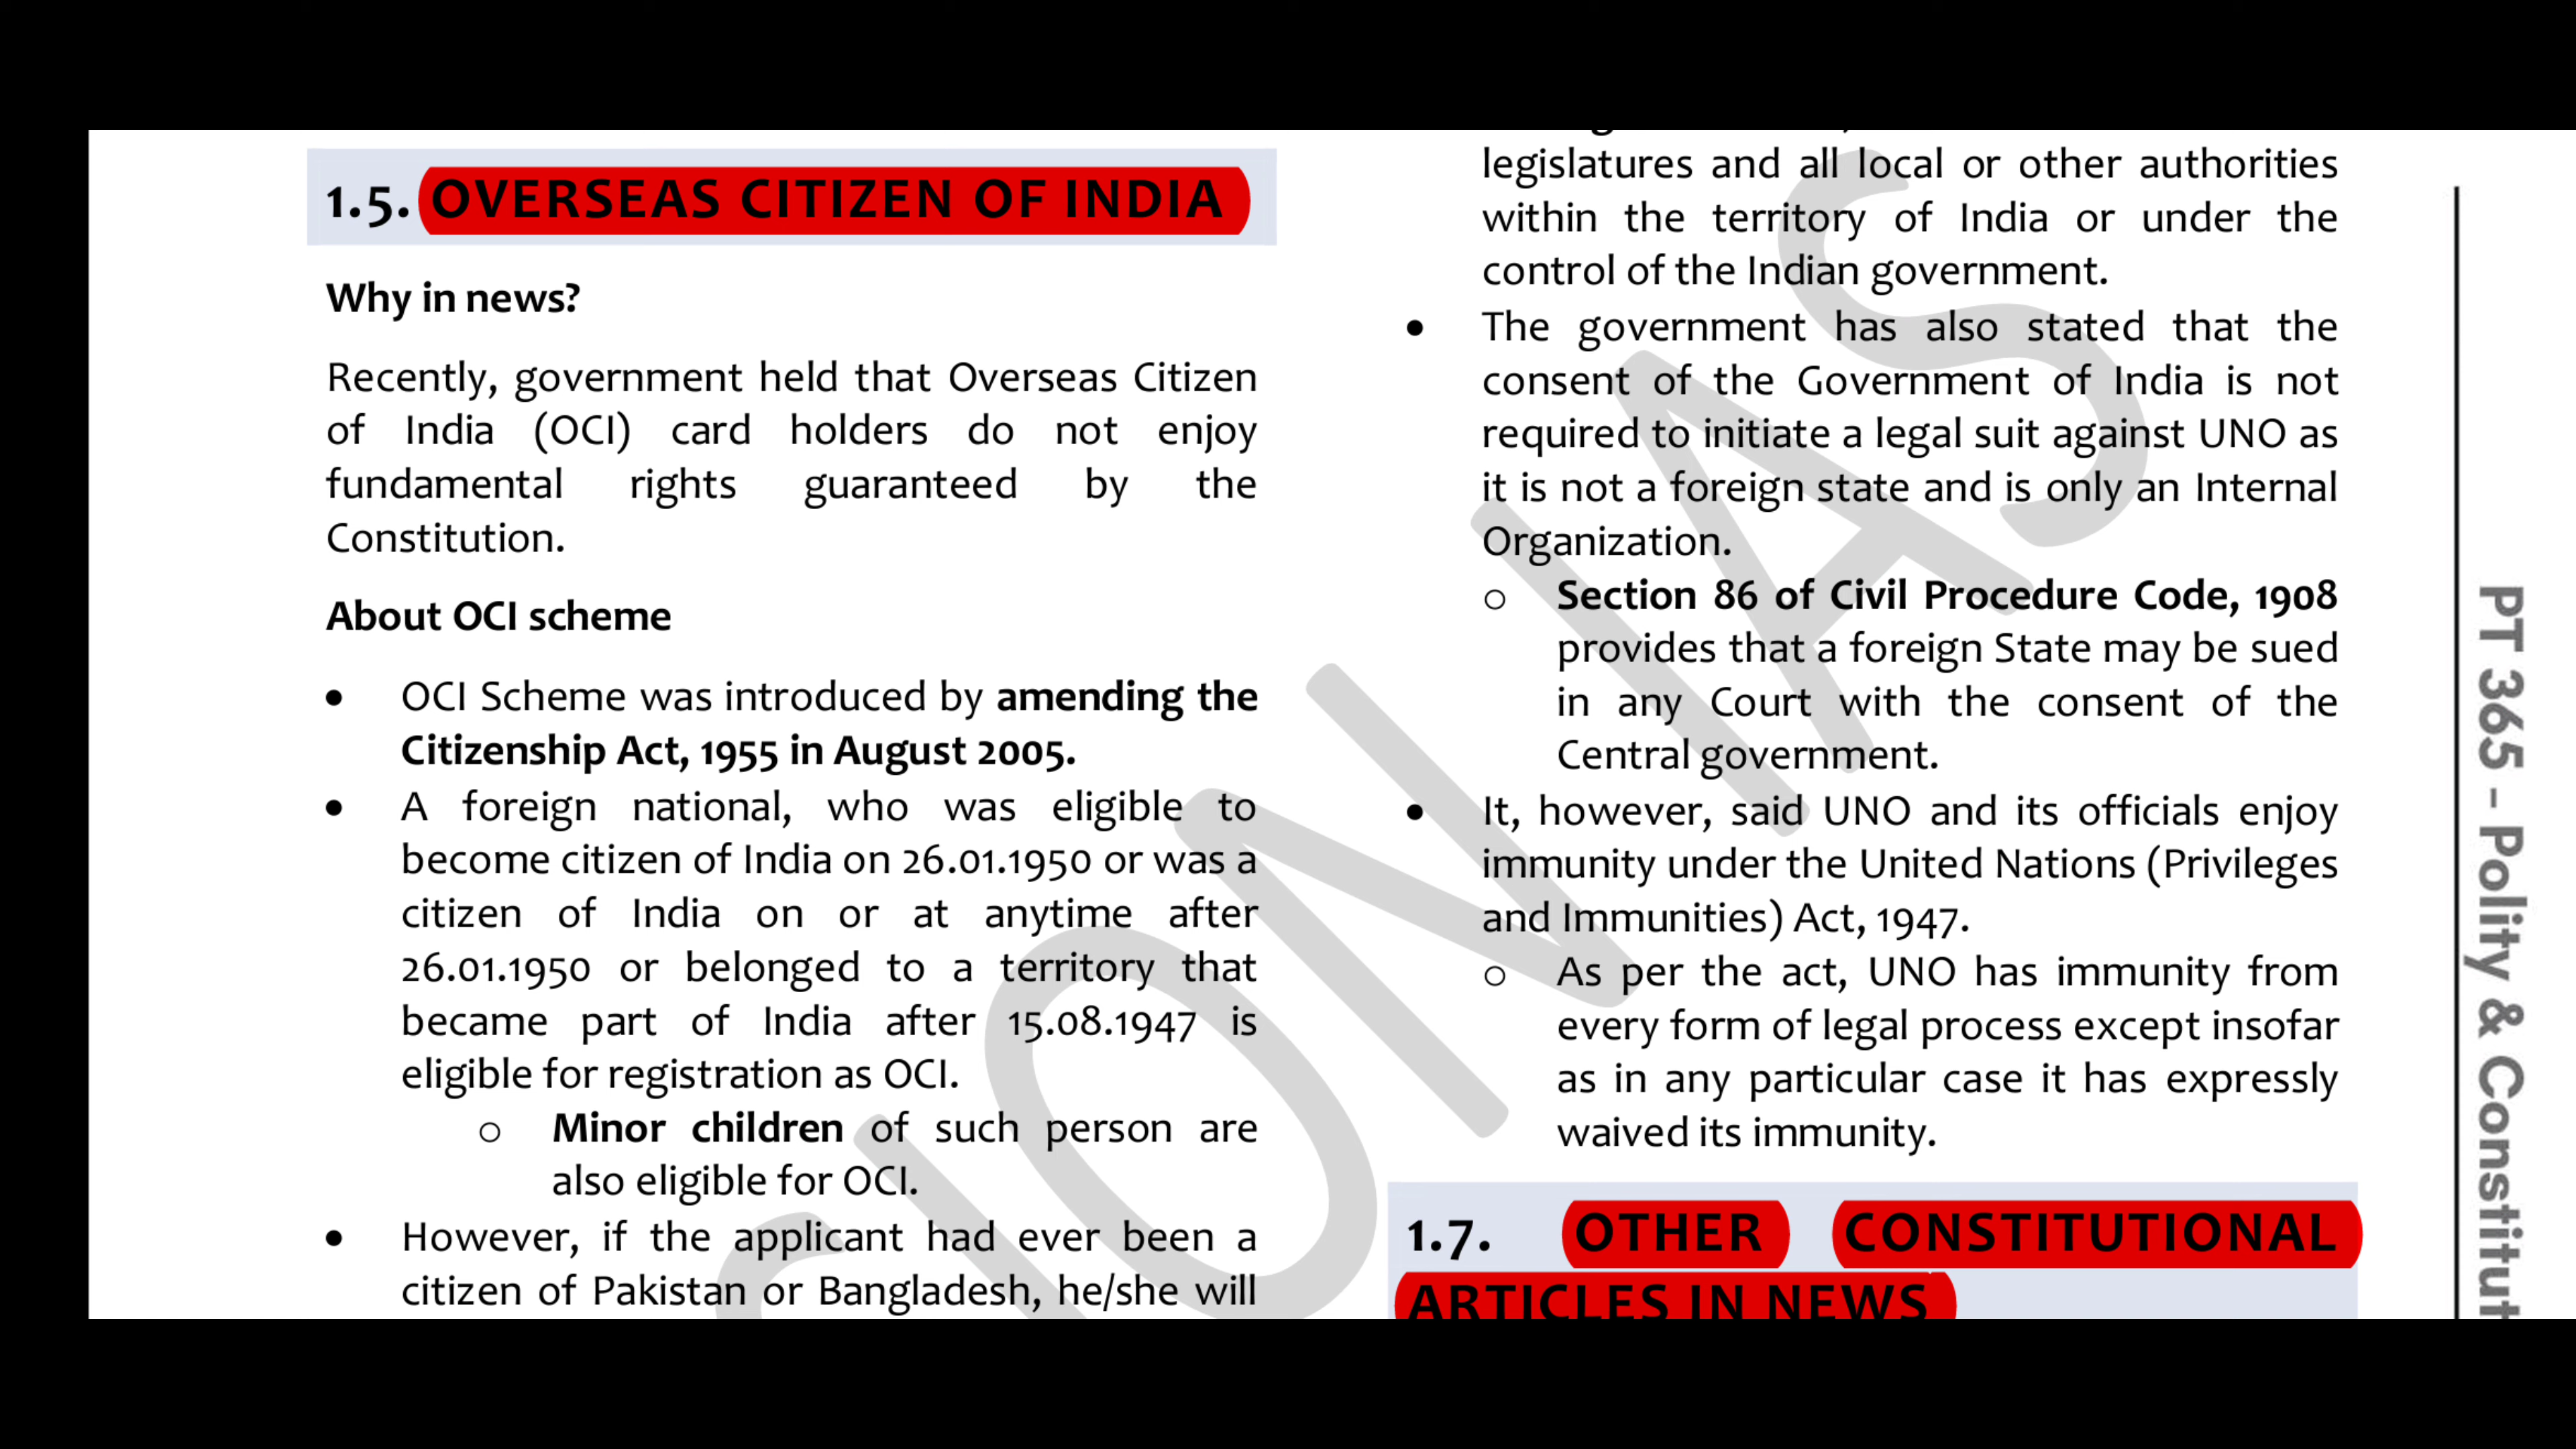 1.5. OVERSEAS CITIZEN OF INDIA
Why in news?
Recently, government held that Overseas Citizen
of India (OCI) card holders do not enjoy
fundamental rights guaranteed by the
Constitution.
About OCI scheme
• OCI Scheme was introduced by amending the
Citizenship Act, 1955 in August 2005.
• A foreign national, who was eligible to
become citizen of India on 26.01.1950 or was a
citizen of India on or at anytime after
26.01.1950 or belonged to a territory that
became part of India after 15.08.1947 is
eligible for registration as OCI.
o Minor children of such person are
also eligible for OCI.
• However, if the applicant had ever been a
citizen of Pakistan or Bangladesh, he/she will
legislatures and all local or other authorities
within the territory of India or under the
control of the Indian government.
• The government has also stated that the
consent of the Government of India is not
required to initiate a legal suit against UNO as
it is not a foreign state and is only an Internal
Organization.
o Section 86 of Civil Procedure Code, 1908
provides that a foreign State may be sued
in any Court with the consent of the
Central government.
• It, however, said UNO and its officials enjoy
immunity under the United Nations (Privileges
and Immunities) Act, 1947.
o As per the act, UNO has immunity from
every form of legal process except insofar
as in any particular case it has expressly
waived its immunity.
1.7. OTHER CONSTITUTIONAL
ARTICLES IN NEWS
PT 365 - Polity & Constitut
SION IAS